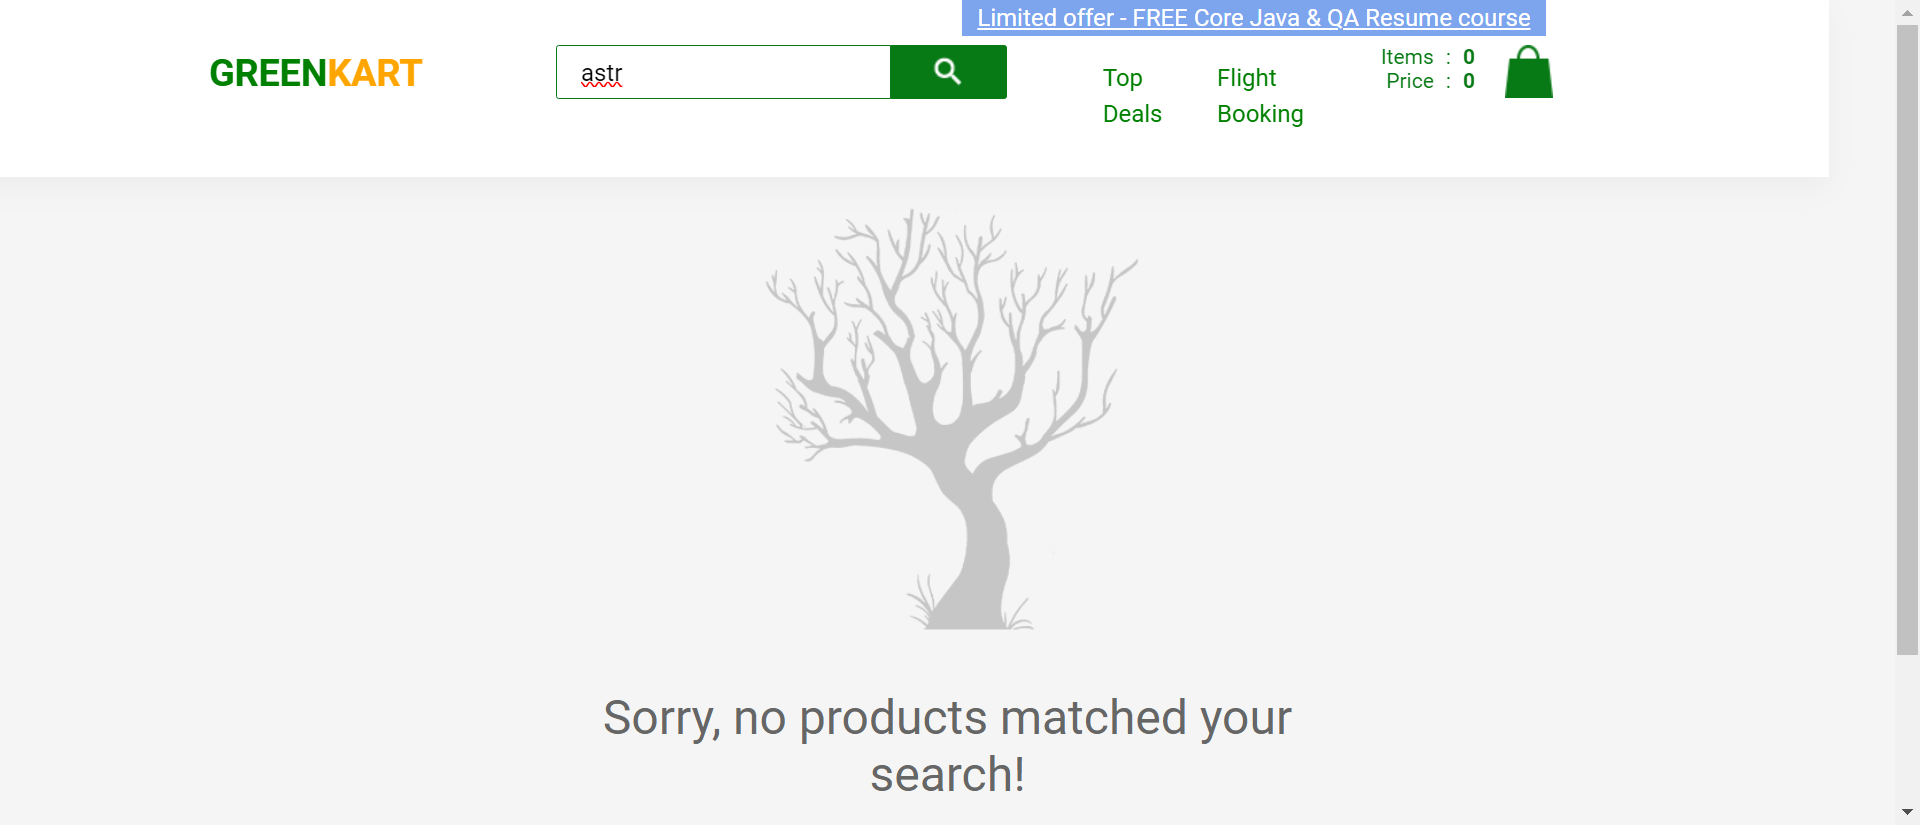 Limited offer - FREE Core Java & QA Resume course
GREENKART
astr
Top Deals
Flight Booking
Items : 0
Price : 0
Sorry, no products matched your
search!